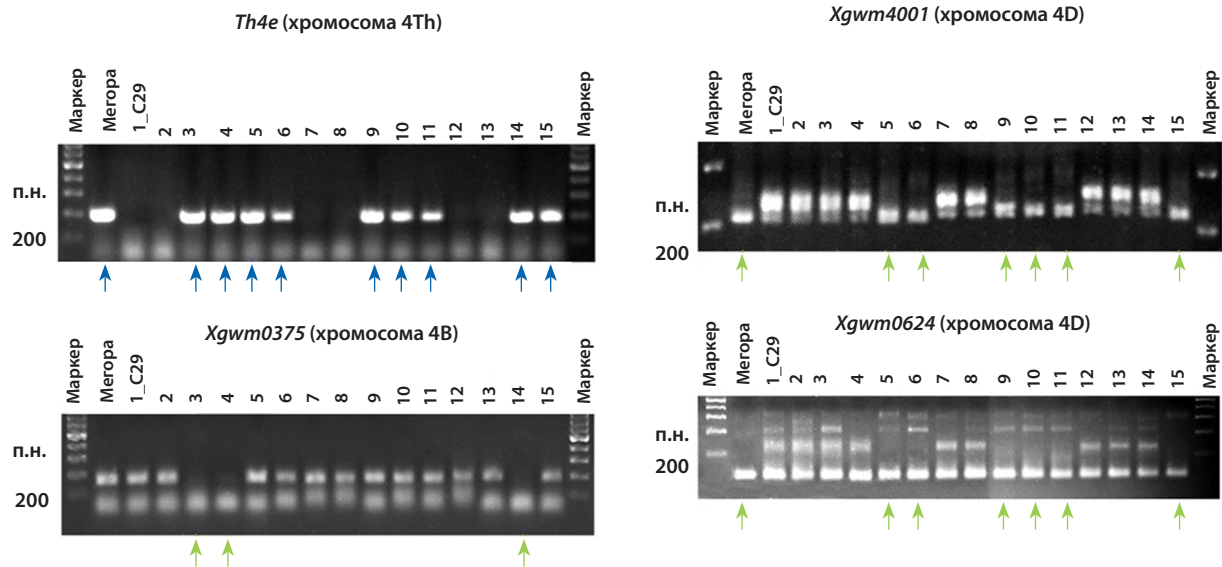 Th4e (хромосома 4Th)
Маркер Мегора 1_C29 2 3 4 5 6 7 8 9 10 11 12 13 14 15 Маркер
п.н.
200
Xgwm4001 (хромосома 4D)
Маркер Мегора 1_C29 2 3 4 5 6 7 8 9 10 11 12 13 14 15 Маркер
п.н.
200
Xgwm0375 (хромосома 4B)
Маркер Мегора 1_C29 2 3 4 5 6 7 8 9 10 11 12 13 14 15 Маркер
п.н.
200
Xgwm0624 (хромосома 4D)
Маркер Мегора 1_C29 2 3 4 5 6 7 8 9 10 11 12 13 14 15 Маркер
п.н.
200